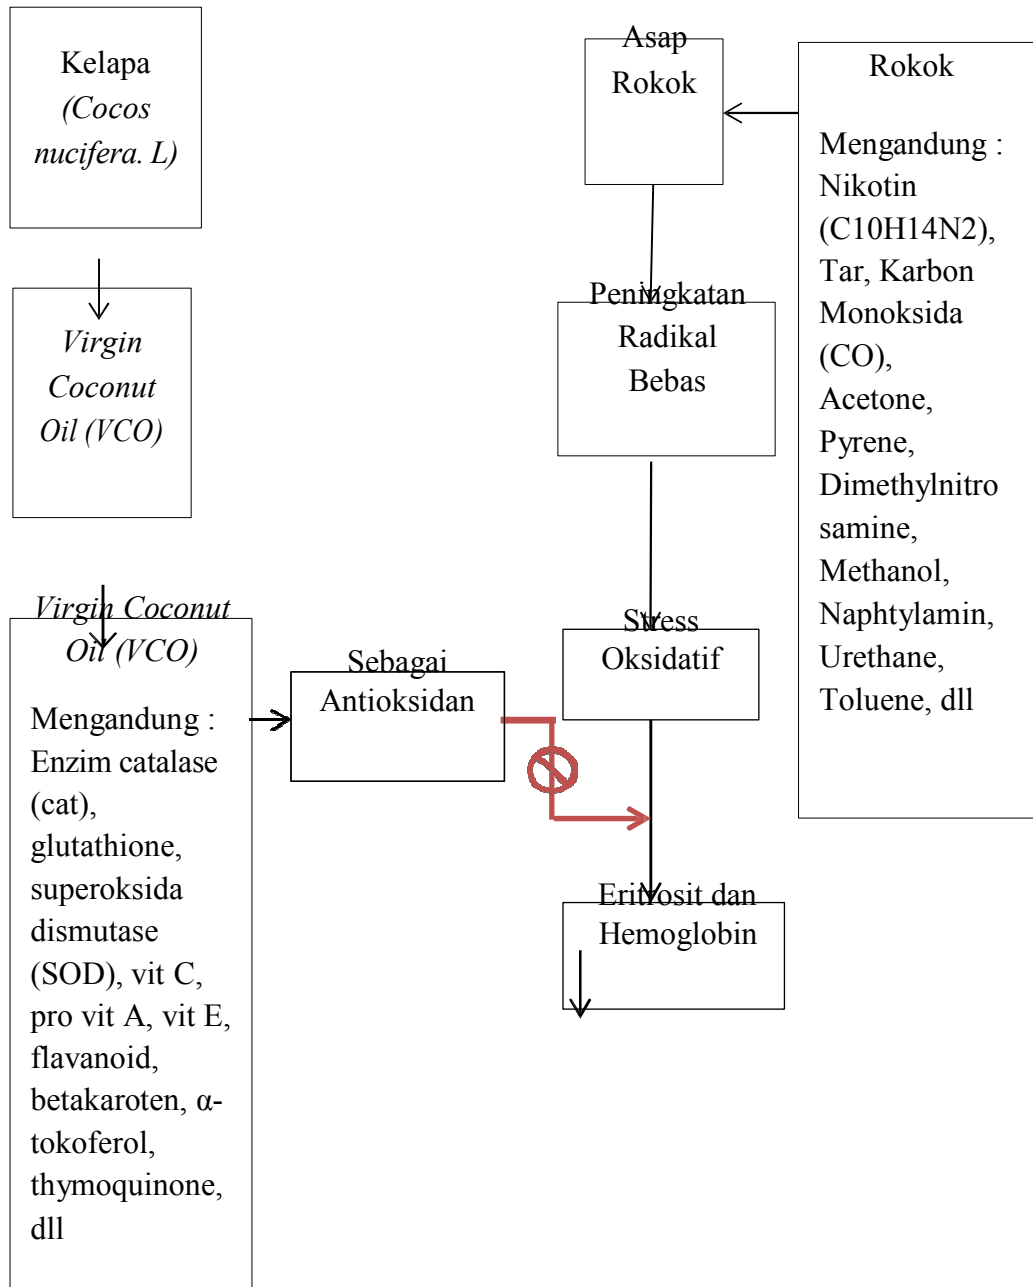 Kelapa
(Cocos
nucifera. L)
Virgin
Coconut
Oil (VCO)
Virgin Coconut
Oil (VCO)
Mengandung :
Enzim catalase
(cat),
glutathione,
superoksida
dismutase
(SOD), vit C,
pro vit A, vit E,
flavanoid,
betakaroten, α-
tokoferol,
thymoquinone,
dll
Sebagai
Antioksidan
Asap
Rokok
Peningkatan
Radikal
Bebas
Stress
Oksidatif
Eritrosit dan
Hemoglobin
Rokok
Mengandung :
Nikotin
(C10H14N2),
Tar, Karbon
Monoksida
(CO),
Acetone,
Pyrene,
Dimethylnitro
samine,
Methanol,
Naphtylamin,
Urethane,
Toluene, dll